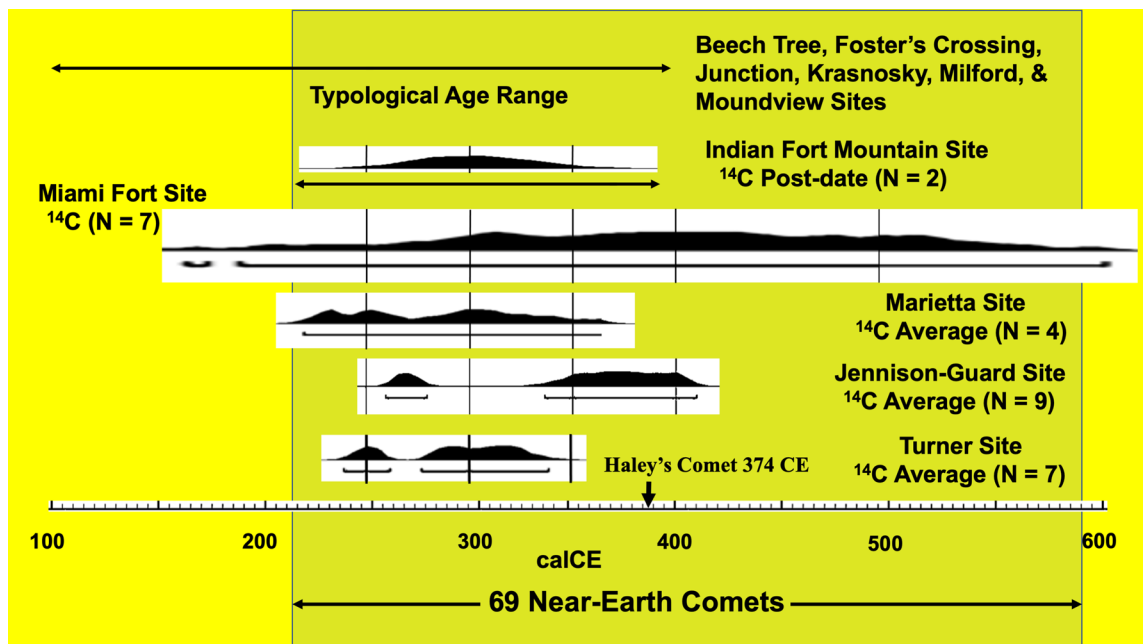 Beech Tree, Foster’s Crossing,
Junction, Krasnosky, Milford, &
Moundview Sites
Typological Age Range
Indian Fort Mountain Site
¹⁴C Post-date (N = 2)
Miami Fort Site
¹⁴C (N = 7)
Marietta Site
¹⁴C Average (N = 4)
Jennison-Guard Site
¹⁴C Average (N = 9)
Turner Site
¹⁴C Average (N = 7)
Haley’s Comet 374 CE
100 200 300 400 500 600
calCE
69 Near-Earth Comets